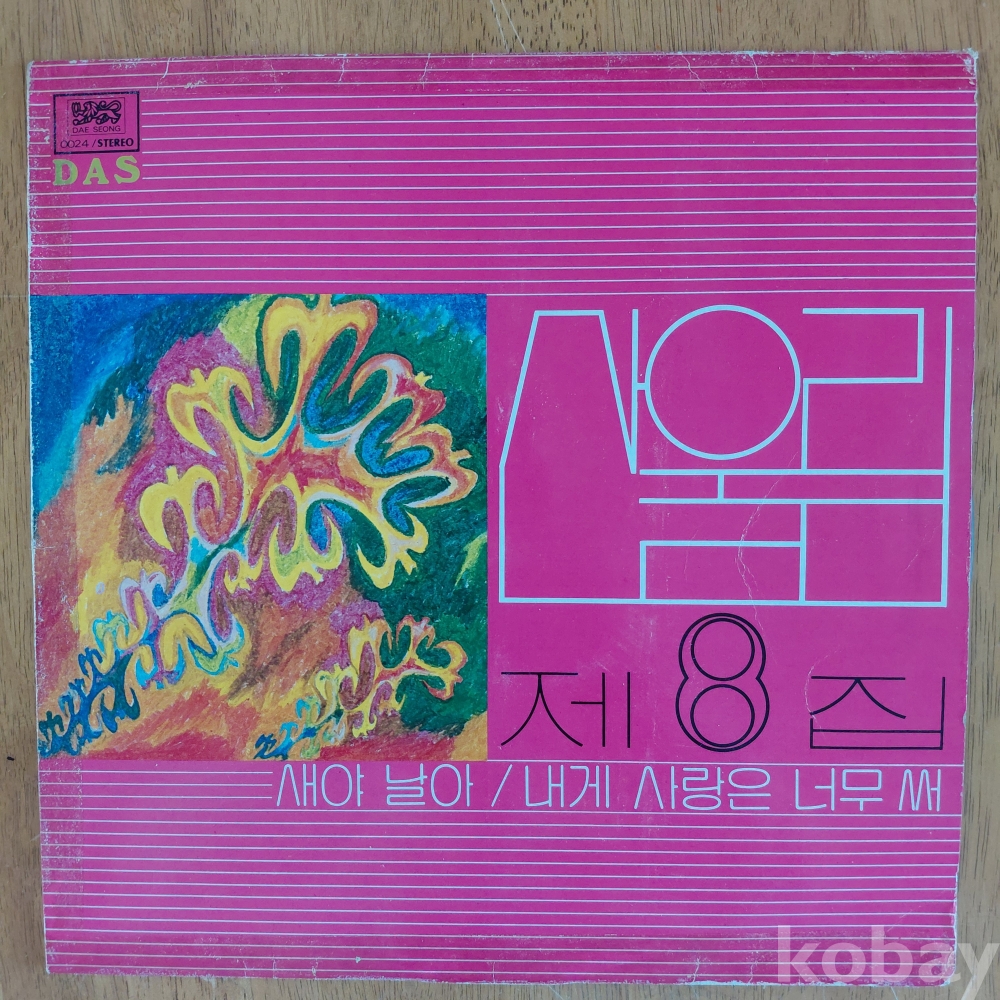 DAE SEONG
0024 / STEREO
DAS
산울림
제 8 집
새야 날아 / 내게 사랑은 너무 써
kobay